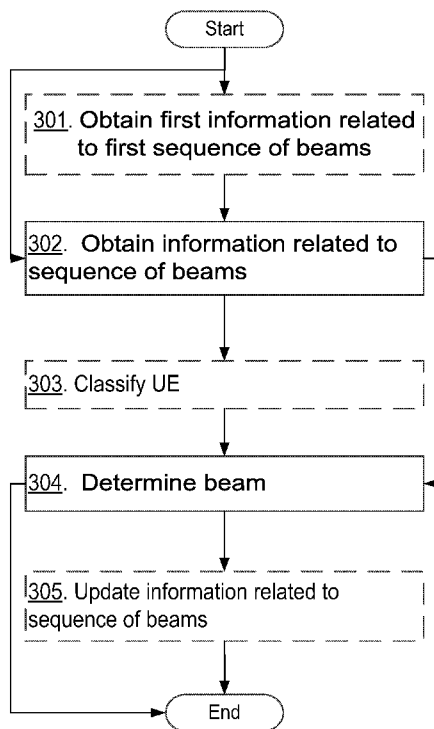 Start
301. Obtain first information related
to first sequence of beams
302. Obtain information related to
sequence of beams
303. Classify UE
304. Determine beam
305. Update information related to
sequence of beams
End